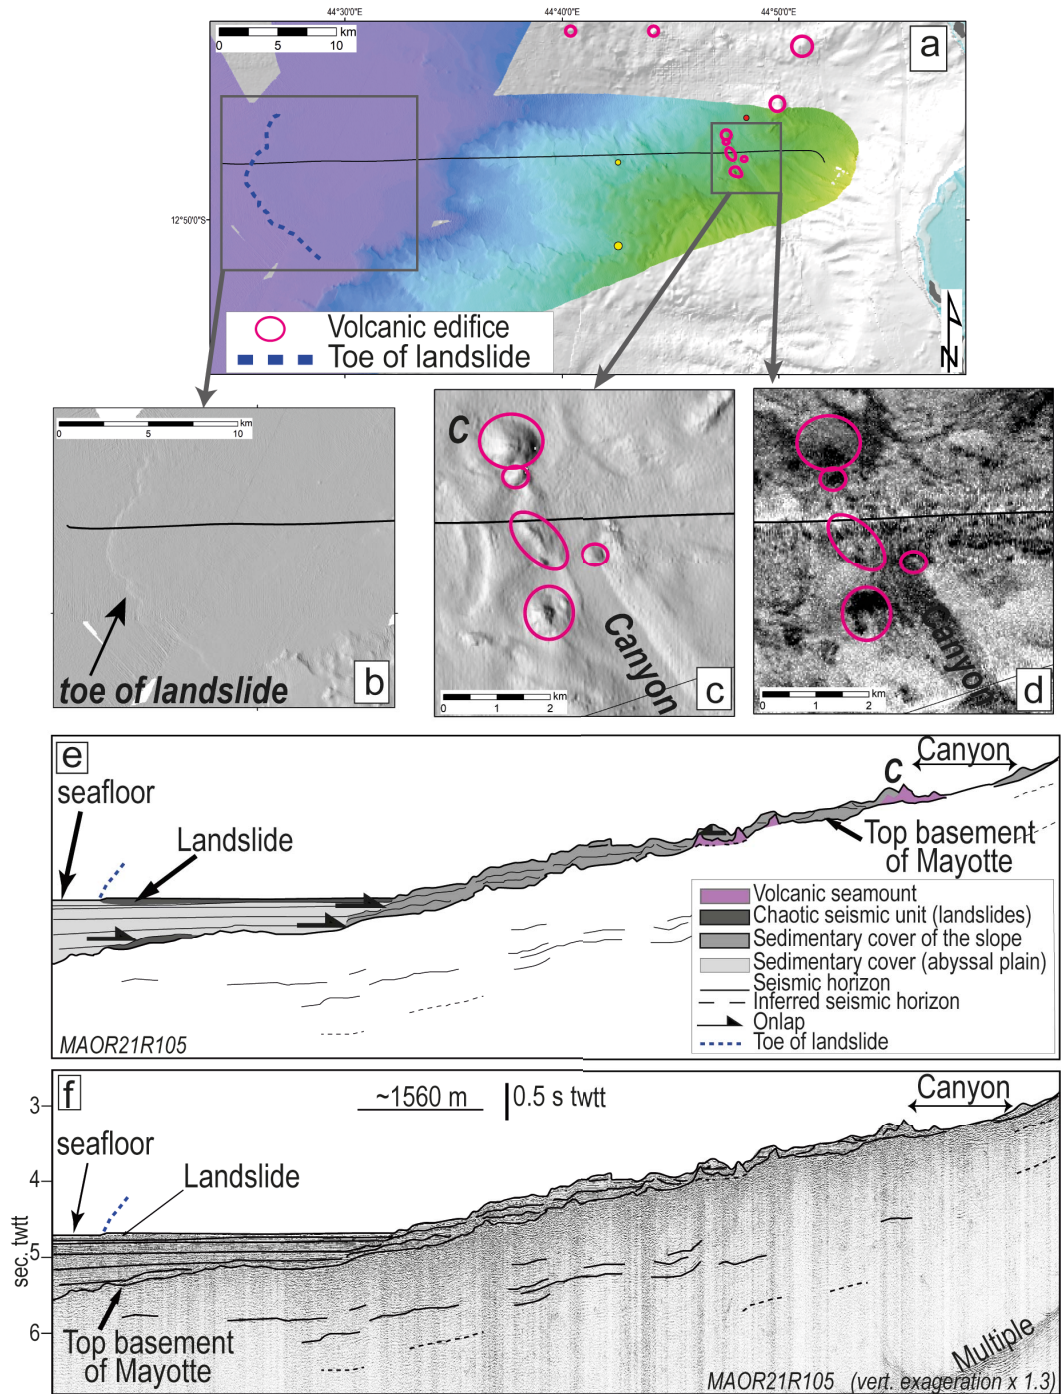 44°30'0"E
44°40'0"E
44°50'0"E
km
0 5 10
a
12°50'0"S
Volcanic edifice
Toe of landslide
N
km
0 5 10
toe of landslide
b
C
Canyon
km
0 1 2
c
Canyon
km
0 1 2
d
e
seafloor
Landslide
C
Canyon
Top basement
of Mayotte
Volcanic seamount
Chaotic seismic unit (landslides)
Sedimentary cover of the slope
Sedimentary cover (abyssal plain)
Seismic horizon
Inferred seismic horizon
Onlap
Toe of landslide
MAOR21R105
f
~1560 m
0.5 s twtt
Canyon
3
seafloor
Landslide
4
sec. twtt
5
6
Top basement
of Mayotte
Multiple
MAOR21R105 (vert. exageration x 1.3)